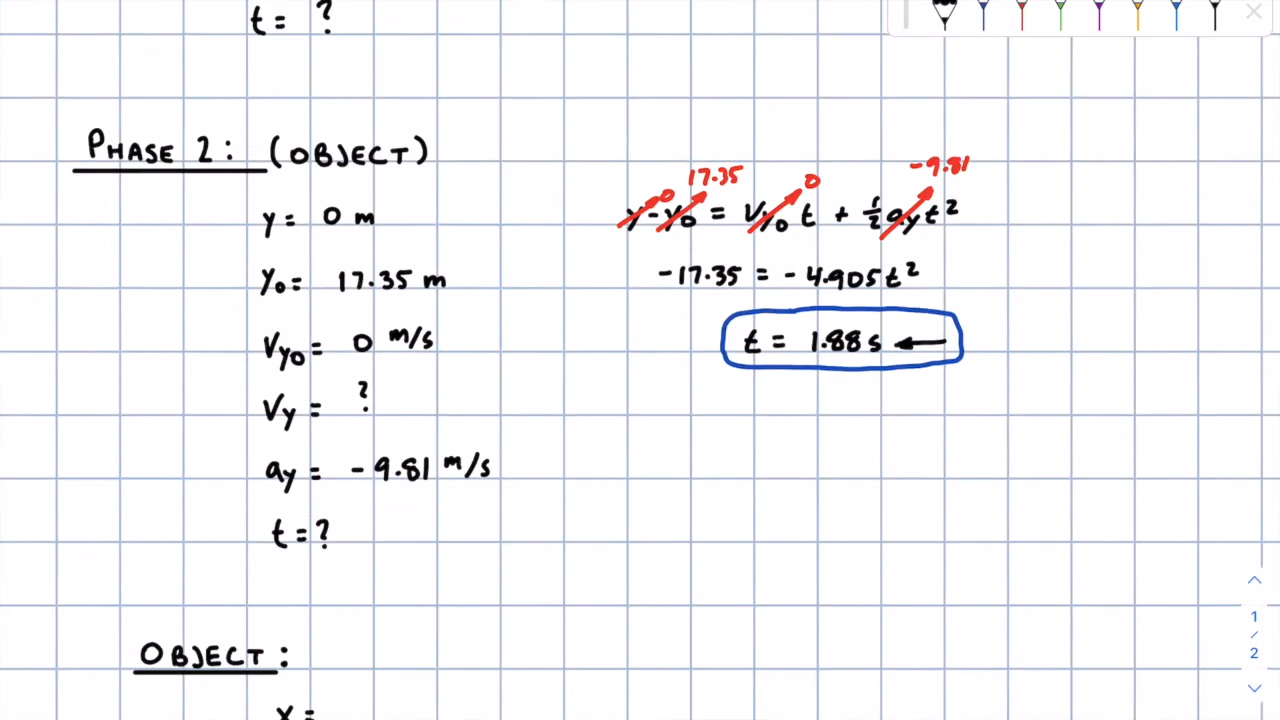 t = ?
PHASE 2: (OBJECT)
y = 0 m
y₀ = 17.35 m
Vy₀ = 0 m/s
Vy = ?
ay = -9.81 m/s
t = ?
0 17.35 0 -9.81
y - y₀ = Vy₀ t + ½ ay t²
-17.35 = -4.905t²
t = 1.88 s ←
OBJECT:
x =
1
/
2